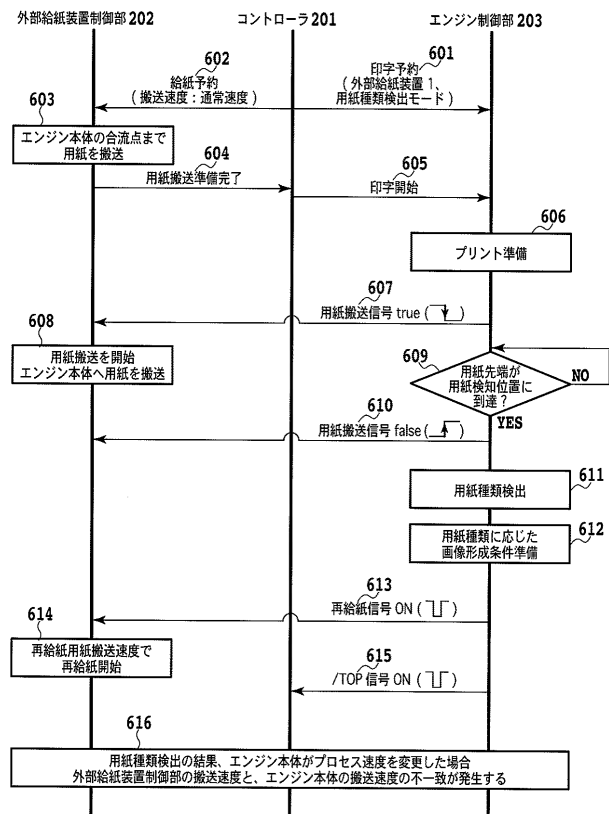 外部給紙装置制御部 202
コントローラ 201
エンジン制御部 203
602
給紙予約
(搬送速度:通常速度)
601
印字予約
(外部給紙装置1、
用紙種類検出モード)
603
エンジン本体の合流点まで
用紙を搬送
604
用紙搬送準備完了
605
印字開始
606
プリント準備
607
用紙搬送信号 true ( )
608
用紙搬送を開始
エンジン本体へ用紙を搬送
609
用紙先端が
用紙検知位置に
到達?
NO
YES
610
用紙搬送信号 false ( )
611
用紙種類検出
612
用紙種類に応じた
画像形成条件準備
613
再給紙信号 ON ( )
614
再給紙用紙搬送速度で
再給紙開始
615
/TOP 信号 ON ( )
616
用紙種類検出の結果、エンジン本体がプロセス速度を変更した場合
外部給紙装置制御部の搬送速度と、エンジン本体の搬送速度の不一致が発生する